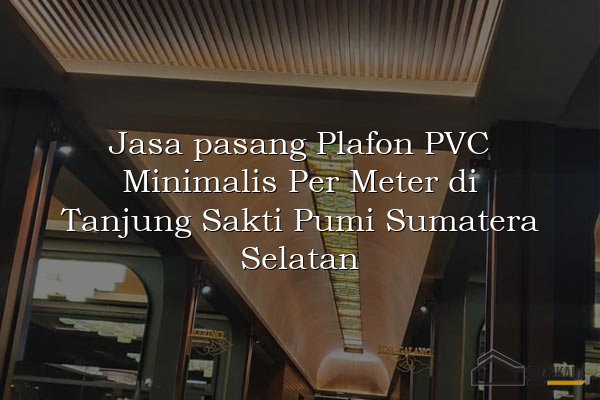 Jasa pasang Plafon PVC
Minimalis Per Meter di
Tanjung Sakti Pumi Sumatera
Selatan